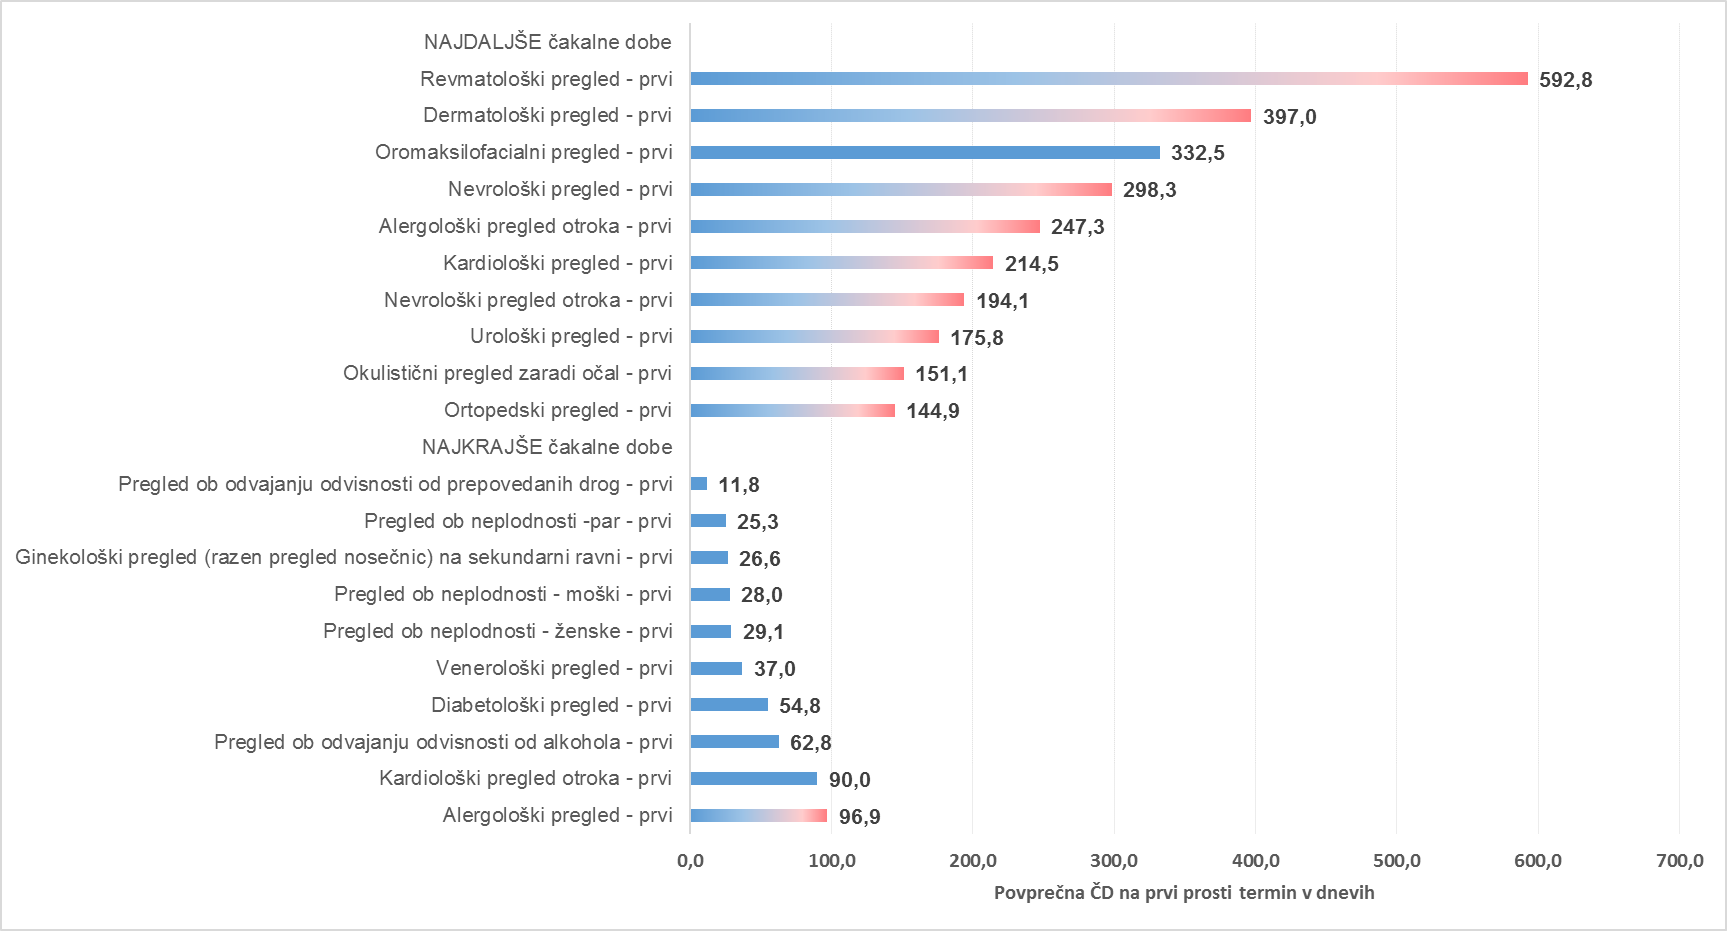 NAJDALJŠE čakalne dobe
Revmatološki pregled - prvi 592,8
Dermatološki pregled - prvi 397,0
Oromaksilofacialni pregled - prvi 332,5
Nevrološki pregled - prvi 298,3
Alergološki pregled otroka - prvi 247,3
Kardiološki pregled - prvi 214,5
Nevrološki pregled otroka - prvi 194,1
Urološki pregled - prvi 175,8
Okulistični pregled zaradi očal - prvi 151,1
Ortopedski pregled - prvi 144,9
NAJKRAJŠE čakalne dobe
Pregled ob odvajanju odvisnosti od prepovedanih drog - prvi 11,8
Pregled ob neplodnosti -par - prvi 25,3
Ginekološki pregled (razen pregled nosečnic) na sekundarni ravni - prvi 26,6
Pregled ob neplodnosti - moški - prvi 28,0
Pregled ob neplodnosti - ženske - prvi 29,1
Venerološki pregled - prvi 37,0
Diabetološki pregled - prvi 54,8
Pregled ob odvajanju odvisnosti od alkohola - prvi 62,8
Kardiološki pregled otroka - prvi 90,0
Alergološki pregled - prvi 96,9
0,0 100,0 200,0 300,0 400,0 500,0 600,0 700,0
Povprečna ČD na prvi prosti termin v dnevih